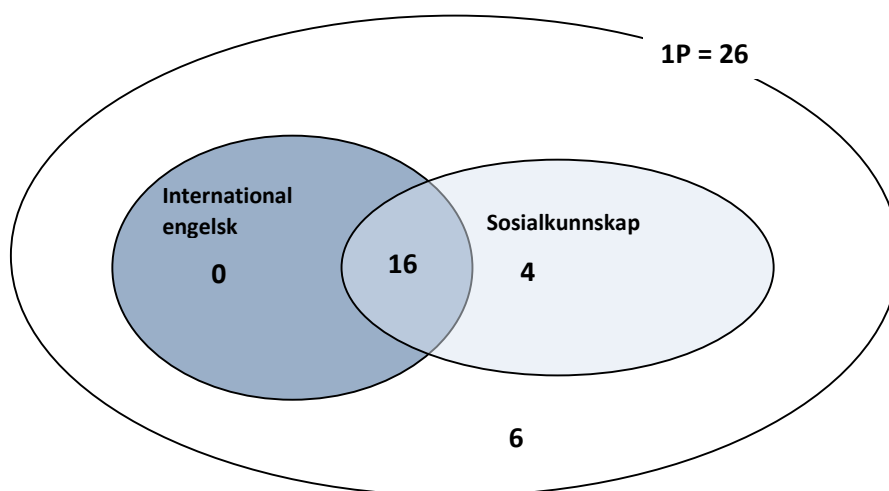 1P = 26
International
engelsk
Sosialkunnskap
0
16
4
6